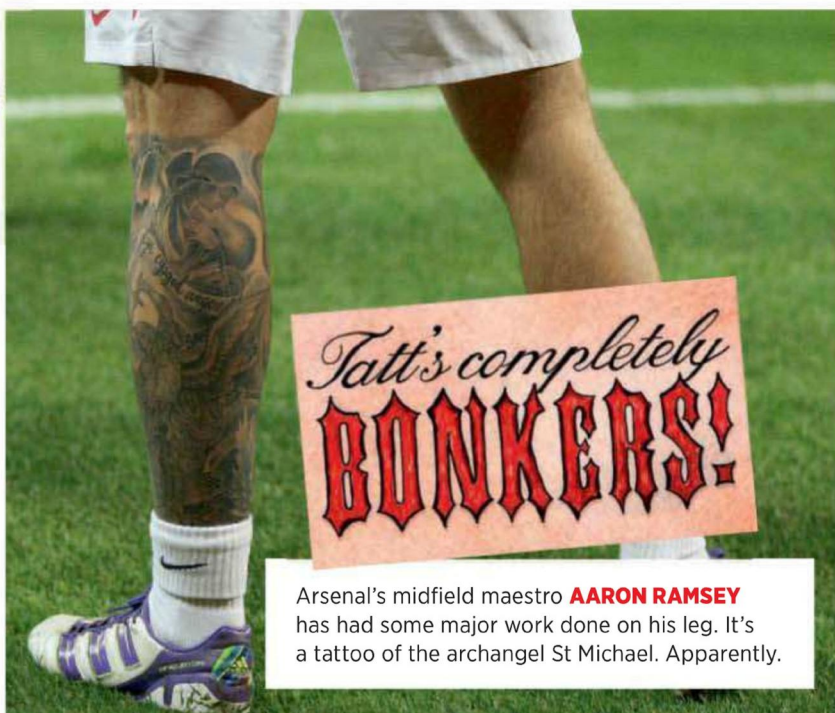 Tatt's completely
BONKERS!
Arsenal's midfield maestro AARON RAMSEY
has had some major work done on his leg. It's
a tattoo of the archangel St Michael. Apparently.